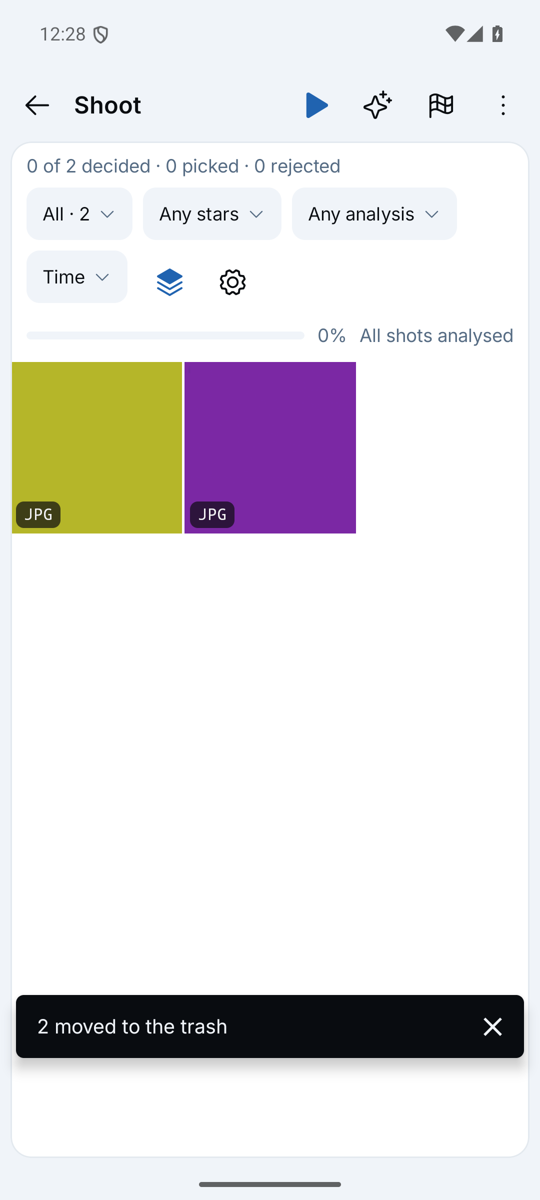 12:28
Shoot
0 of 2 decided · 0 picked · 0 rejected
All · 2
Any stars
Any analysis
Time
0% All shots analysed
JPG
JPG
2 moved to the trash